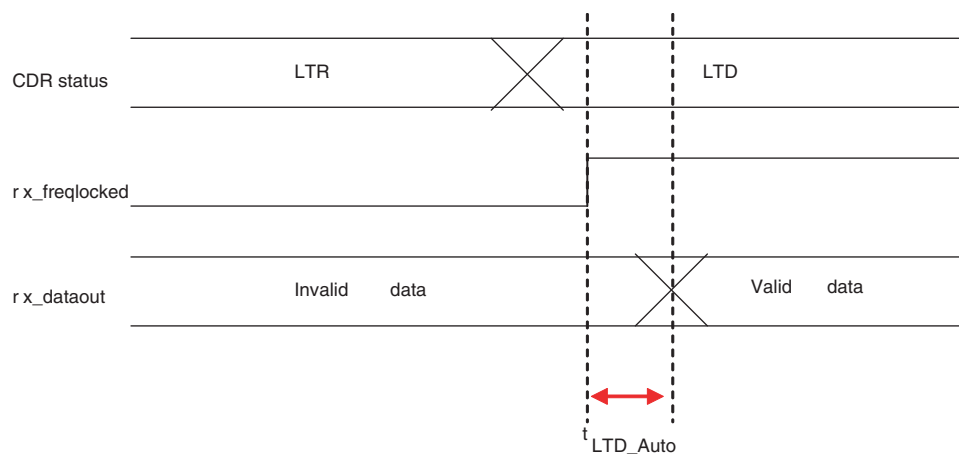 CDR status
LTR
LTD
r x_freqlocked
r x_dataout
Invalid data
Valid data
t LTD_Auto